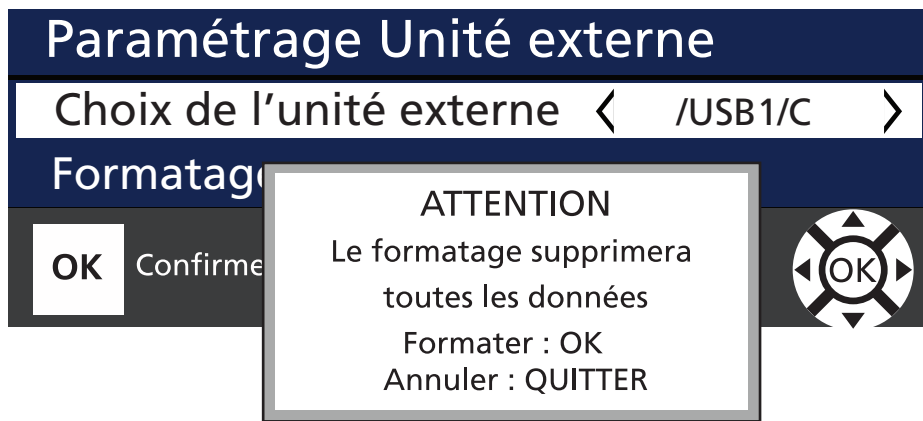 Paramétrage Unité externe
Choix de l’unité externe /USB1/C
Formatag
ATTENTION
Le formatage supprimera
toutes les données
Formater : OK
Annuler : QUITTER
OK Confirme
OK